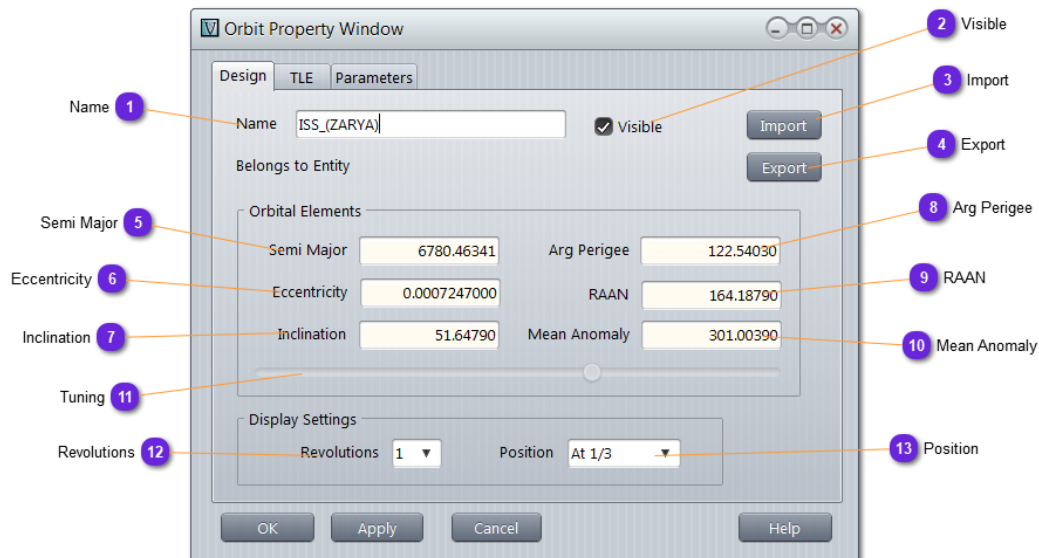 Orbit Property Window
2 Visible
Design TLE Parameters
3 Import
Name 1
Name ISS_(ZARYA) Visible Import
4 Export
Belongs to Entity Export
Orbital Elements
8 Arg Perigee
Semi Major 5
Semi Major 6780.46341 Arg Perigee 122.54030
Eccentricity 6
9 RAAN
Eccentricity 0.0007247000 RAAN 164.18790
Inclination 7
Inclination 51.64790 Mean Anomaly 301.00390
10 Mean Anomaly
Tuning 11
Display Settings
Revolutions 12
Revolutions 1 Position At 1/3
13 Position
OK Apply Cancel Help